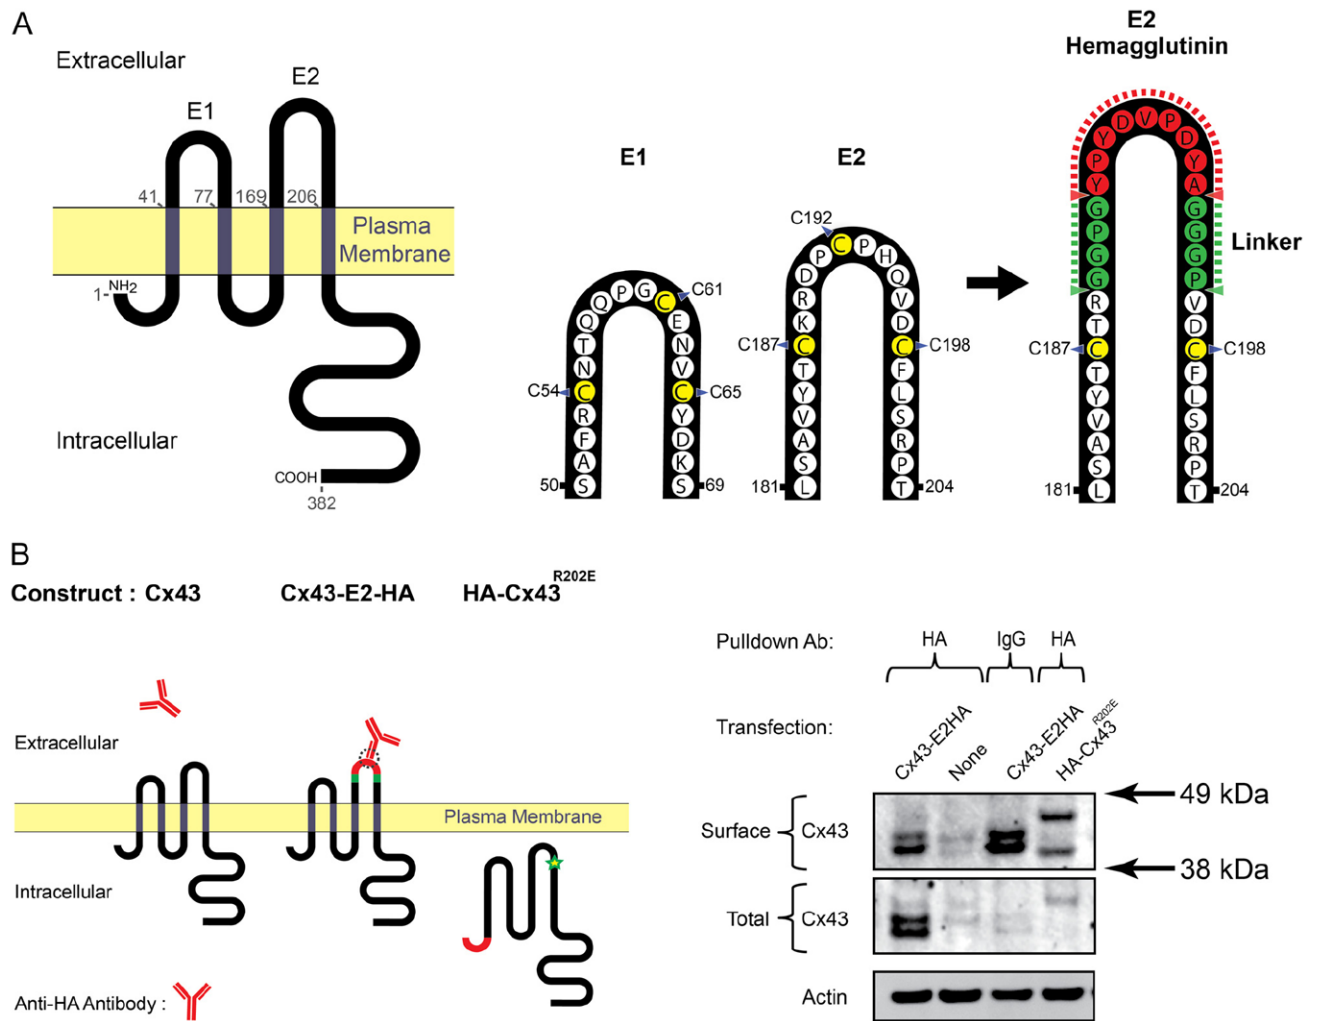 A
Extracellular
E1
E2
41
77
169
206
Plasma
Membrane
1-
NH2
Intracellular
COOH
382
E1
Q Q P G C
Q E
T N
N V
C54 C C C65
C61
R Y
F D
A K
50 S S 69
E2
C192
P C P H
D Q
R V
K D
C187 C C C198
T F
Y L
V S
A R
S P
181 L T 204
E2
Hemagglutinin
Y D V P D
P Y
Y A
G G
P G
G G
G P
Linker
R V
T D
C187 C C C198
T F
Y L
V S
A R
S P
181 L T 204
B
Construct : Cx43 Cx43-E2-HA HA-Cx43R202E
Extracellular
Plasma Membrane
Intracellular
Anti-HA Antibody :
Pulldown Ab: HA IgG HA
Transfection: Cx43-E2HA None Cx43-E2HA HA-Cx43R202E
49 kDa
Surface Cx43
38 kDa
Total Cx43
Actin